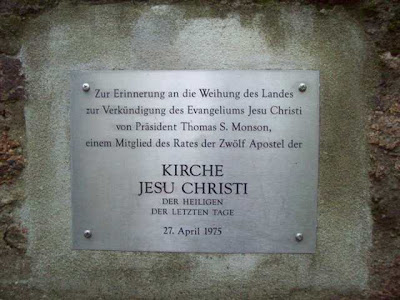 Zur Erinnerung an die Weihung des Landes
zur Verkündigung des Evangeliums Jesu Christi
von Präsident Thomas S. Monson,
einem Mitglied des Rates der Zwölf Apostel der
KIRCHE
JESU CHRISTI
DER HEILIGEN
DER LETZTEN TAGE
27. April 1975